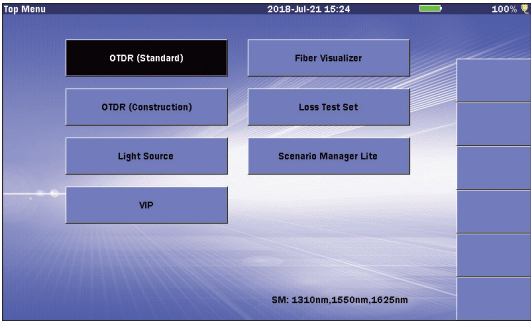 Top Menu 2018-Jul-21 15:24 100%
OTDR (Standard) Fiber Visualizer
OTDR (Construction) Loss Test Set
Light Source Scenario Manager Lite
VIP
SM: 1310nm,1550nm,1625nm